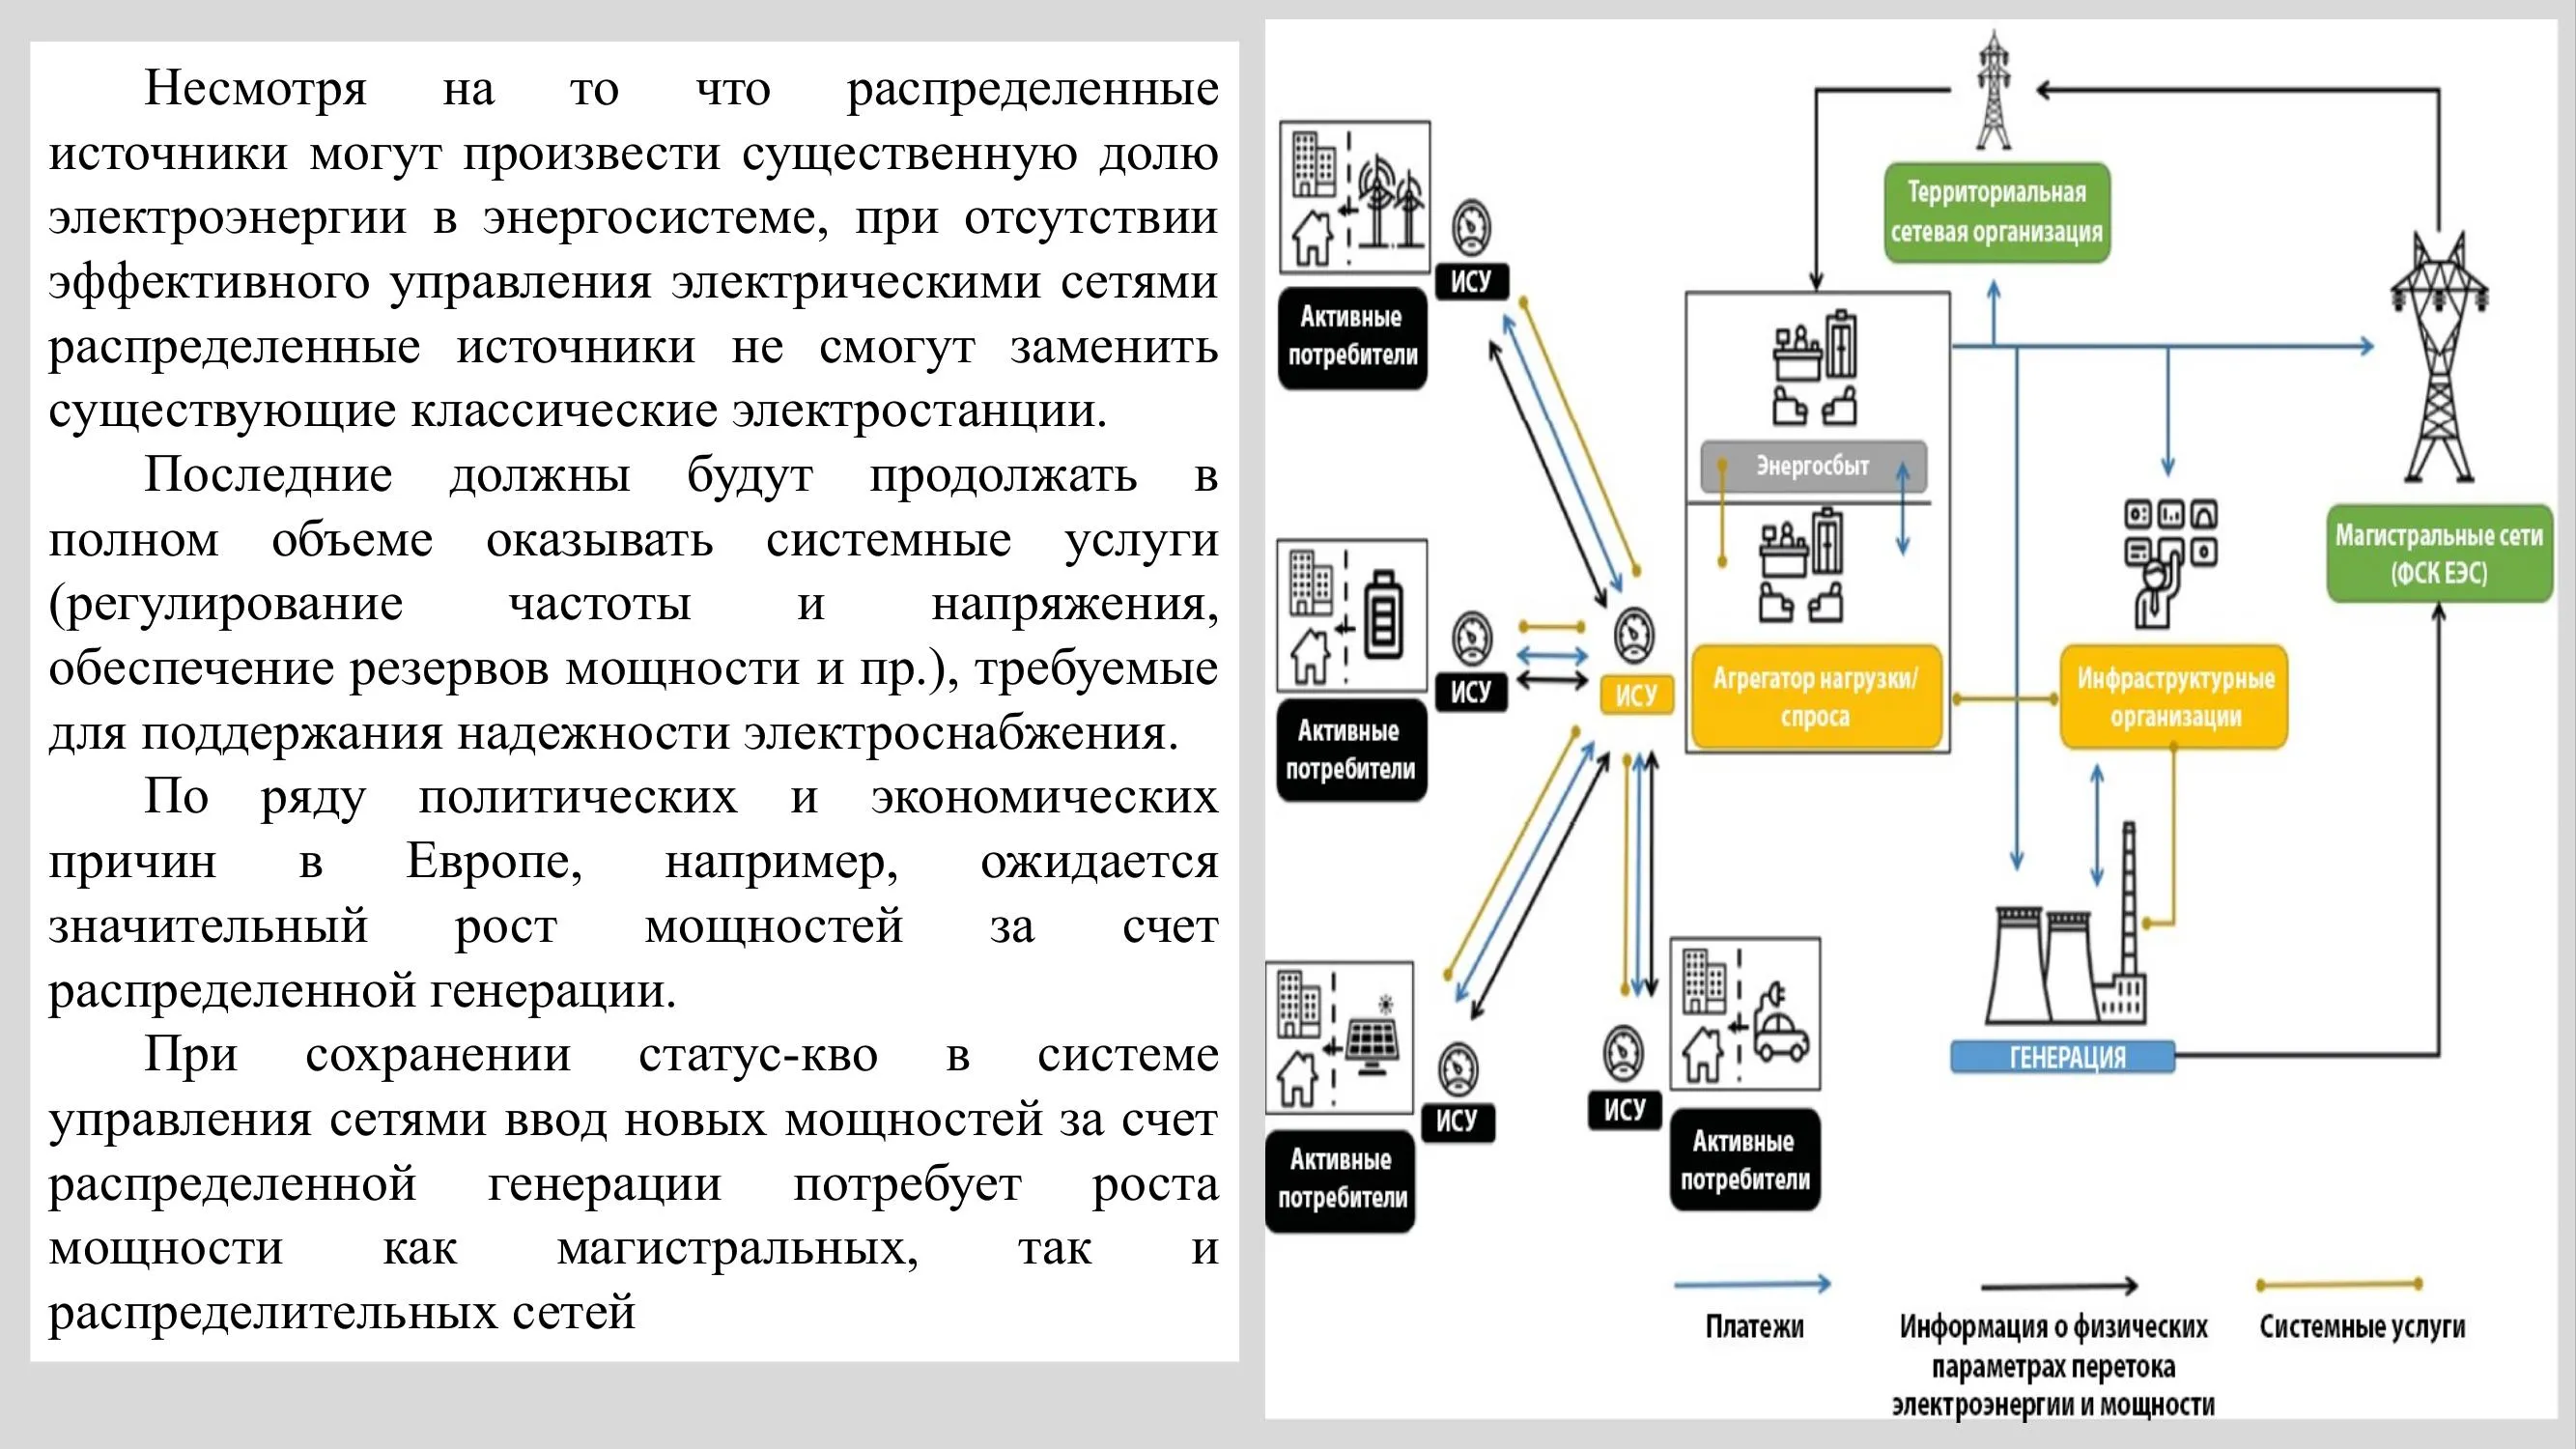 Несмотря на то что распределенные
источники могут произвести существенную долю
электроэнергии в энергосистеме, при отсутствии
эффективного управления электрическими сетями
распределенные источники не смогут заменить
существующие классические электростанции.
Последние должны будут продолжать в
полном объеме оказывать системные услуги
(регулирование частоты и напряжения,
обеспечение резервов мощности и пр.), требуемые
для поддержания надежности электроснабжения.
По ряду политических и экономических
причин в Европе, например, ожидается
значительный рост мощностей за счет
распределенной генерации.
При сохранении статус-кво в системе
управления сетями ввод новых мощностей за счет
распределенной генерации потребует роста
мощности как магистральных, так и
распределительных сетей
Территориальная
сетевая организация
ИСУ
Активные
потребители
Энергосбыт
Магистральные сети
(ФСК ЕЭС)
ИСУ
ИСУ
Агрегатор нагрузки/
спроса
Инфраструктурные
организации
Активные
потребители
ГЕНЕРАЦИЯ
ИСУ
ИСУ
Активные
потребители
Активные
потребители
Платежи
Информация о физических
параметрах перетока
электроэнергии и мощности
Системные услуги